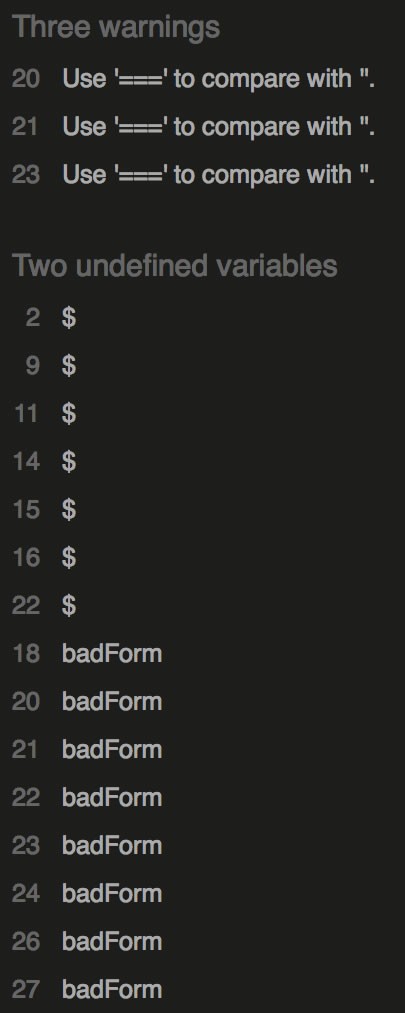 Three warnings
20 Use '===' to compare with ''.
21 Use '===' to compare with ''.
23 Use '===' to compare with ''.
Two undefined variables
2 $
9 $
11 $
14 $
15 $
16 $
22 $
18 badForm
20 badForm
21 badForm
22 badForm
23 badForm
24 badForm
26 badForm
27 badForm